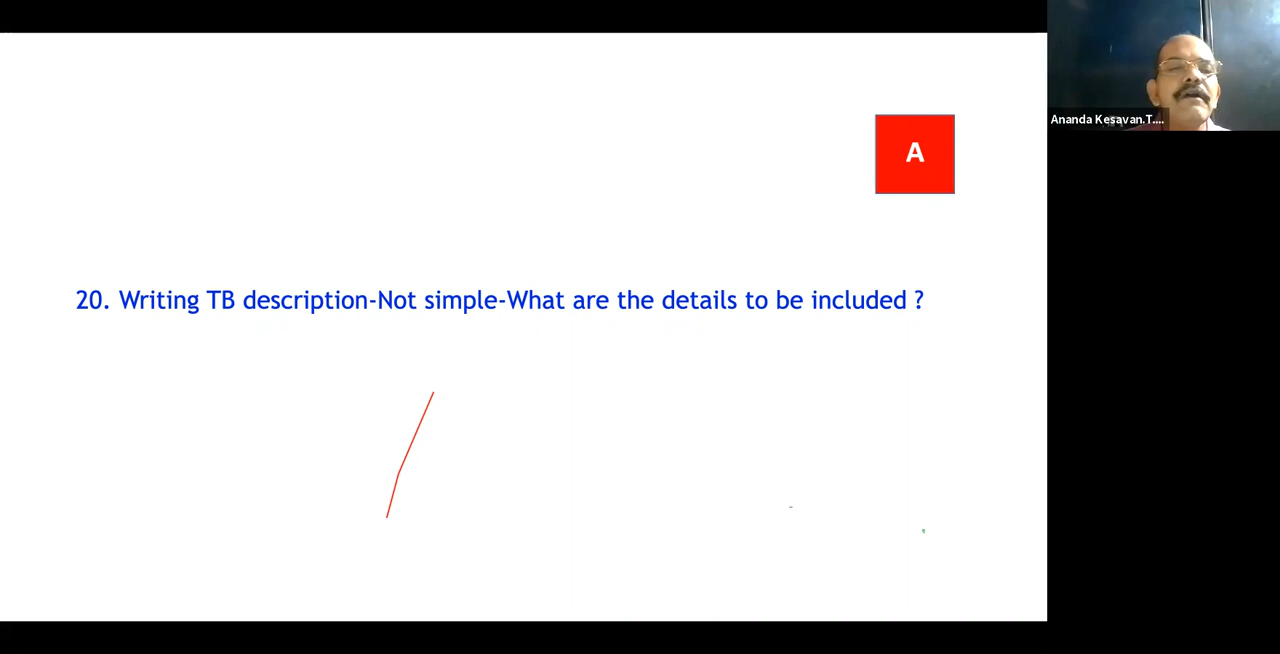 A
20. Writing TB description-Not simple-What are the details to be included ?
Ananda Kesavan.T....